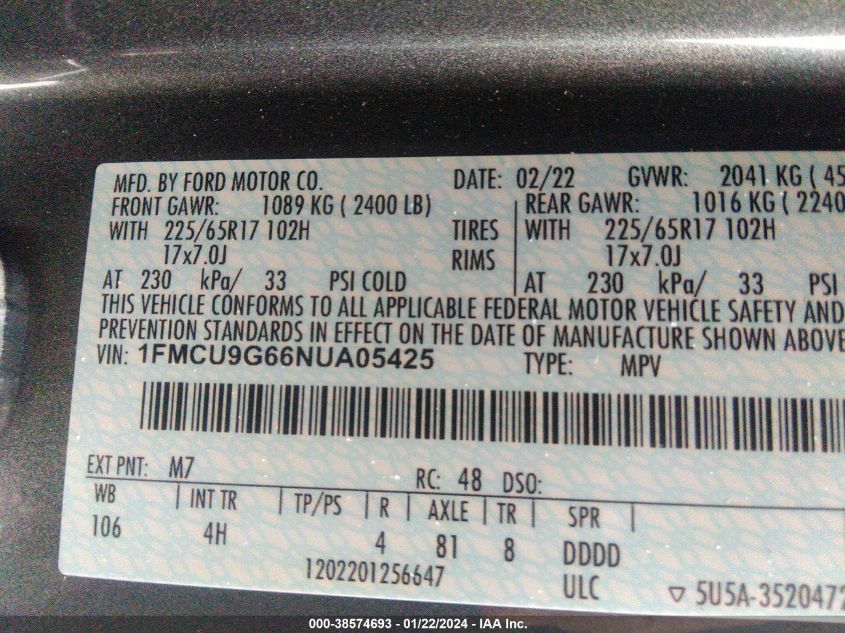 MFD. BY FORD MOTOR CO. DATE: 02/22 GVWR: 2041 KG ( 45
FRONT GAWR: 1089 KG ( 2400 LB) REAR GAWR: 1016 KG ( 2240
WITH 225/65R17 102H TIRES WITH 225/65R17 102H
17x7.0J RIMS 17x7.0J
AT 230 kPa/ 33 PSI COLD AT 230 kPa/ 33 PSI
THIS VEHICLE CONFORMS TO ALL APPLICABLE FEDERAL MOTOR VEHICLE SAFETY AND
PREVENTION STANDARDS IN EFFECT ON THE DATE OF MANUFACTURE SHOWN ABOVE
VIN: 1FMCU9G66NUA05425 TYPE: MPV
EXT PNT: M7 RC: 48 DSO:
WB INT TR TP/PS R AXLE TR SPR
106 4H 4 81 8 DDDD
1202201256647 ULC ▽ 5U5A-3520472
000-38574693 - 01/22/2024 - IAA Inc.